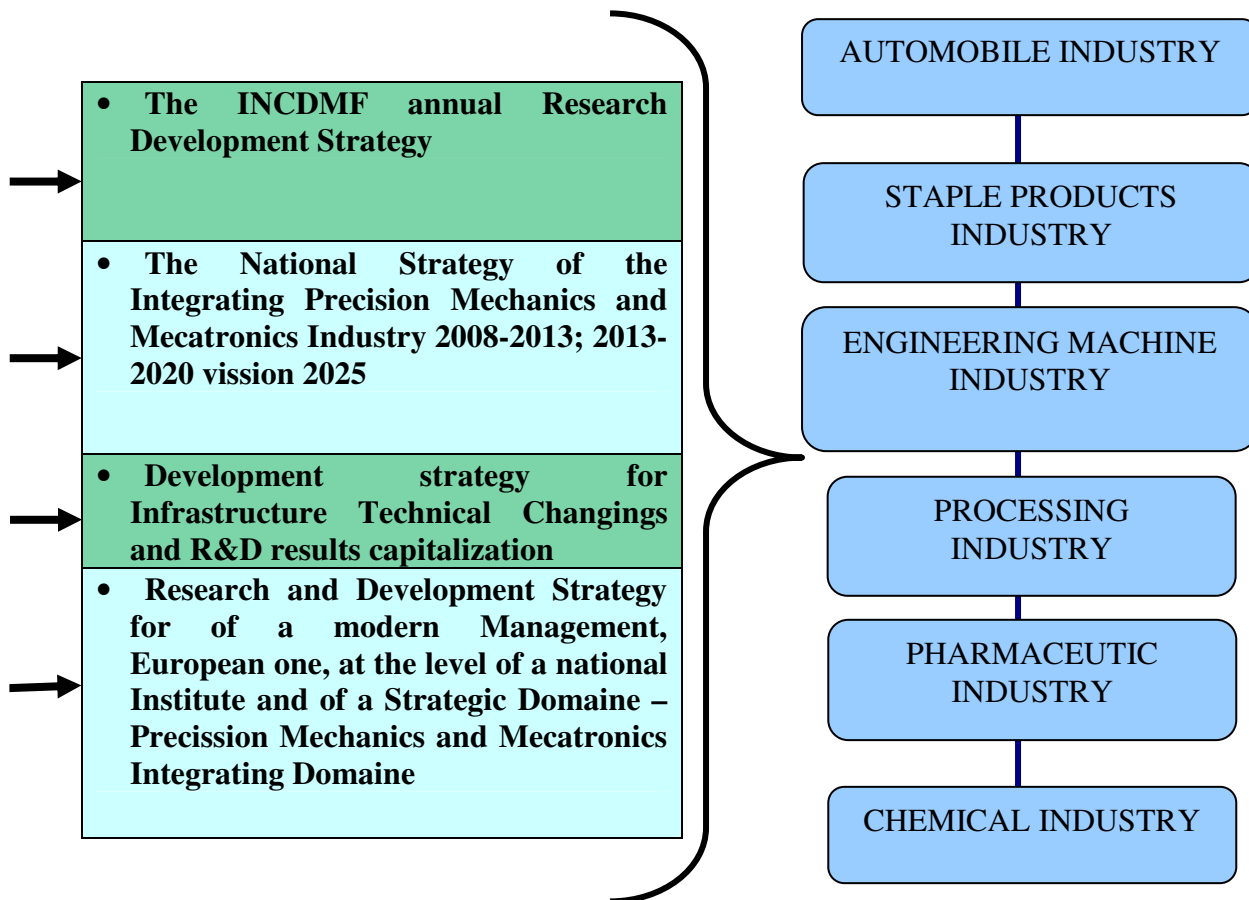 • The INCDMF annual Research
Development Strategy
• The National Strategy of the
Integrating Precision Mechanics and
Mecatronics Industry 2008-2013; 2013-
2020 vission 2025
• Development strategy for
Infrastructure Technical Changings
and R&D results capitalization
• Research and Development Strategy
for of a modern Management,
European one, at the level of a national
Institute and of a Strategic Domaine –
Precission Mechanics and Mecatronics
Integrating Domaine
AUTOMOBILE INDUSTRY
STAPLE PRODUCTS
INDUSTRY
ENGINEERING MACHINE
INDUSTRY
PROCESSING
INDUSTRY
PHARMACEUTIC
INDUSTRY
CHEMICAL INDUSTRY